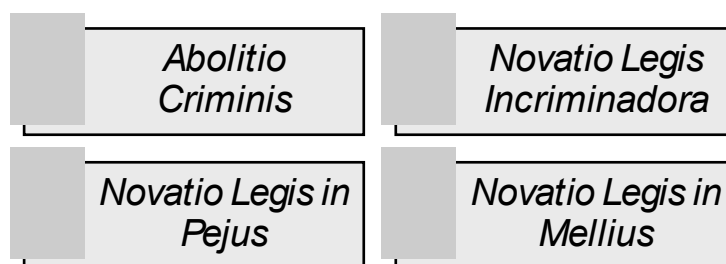 Abolitio
Criminis
Novatio Legis
Incriminadora
Novatio Legis in
Pejus
Novatio Legis in
Mellius